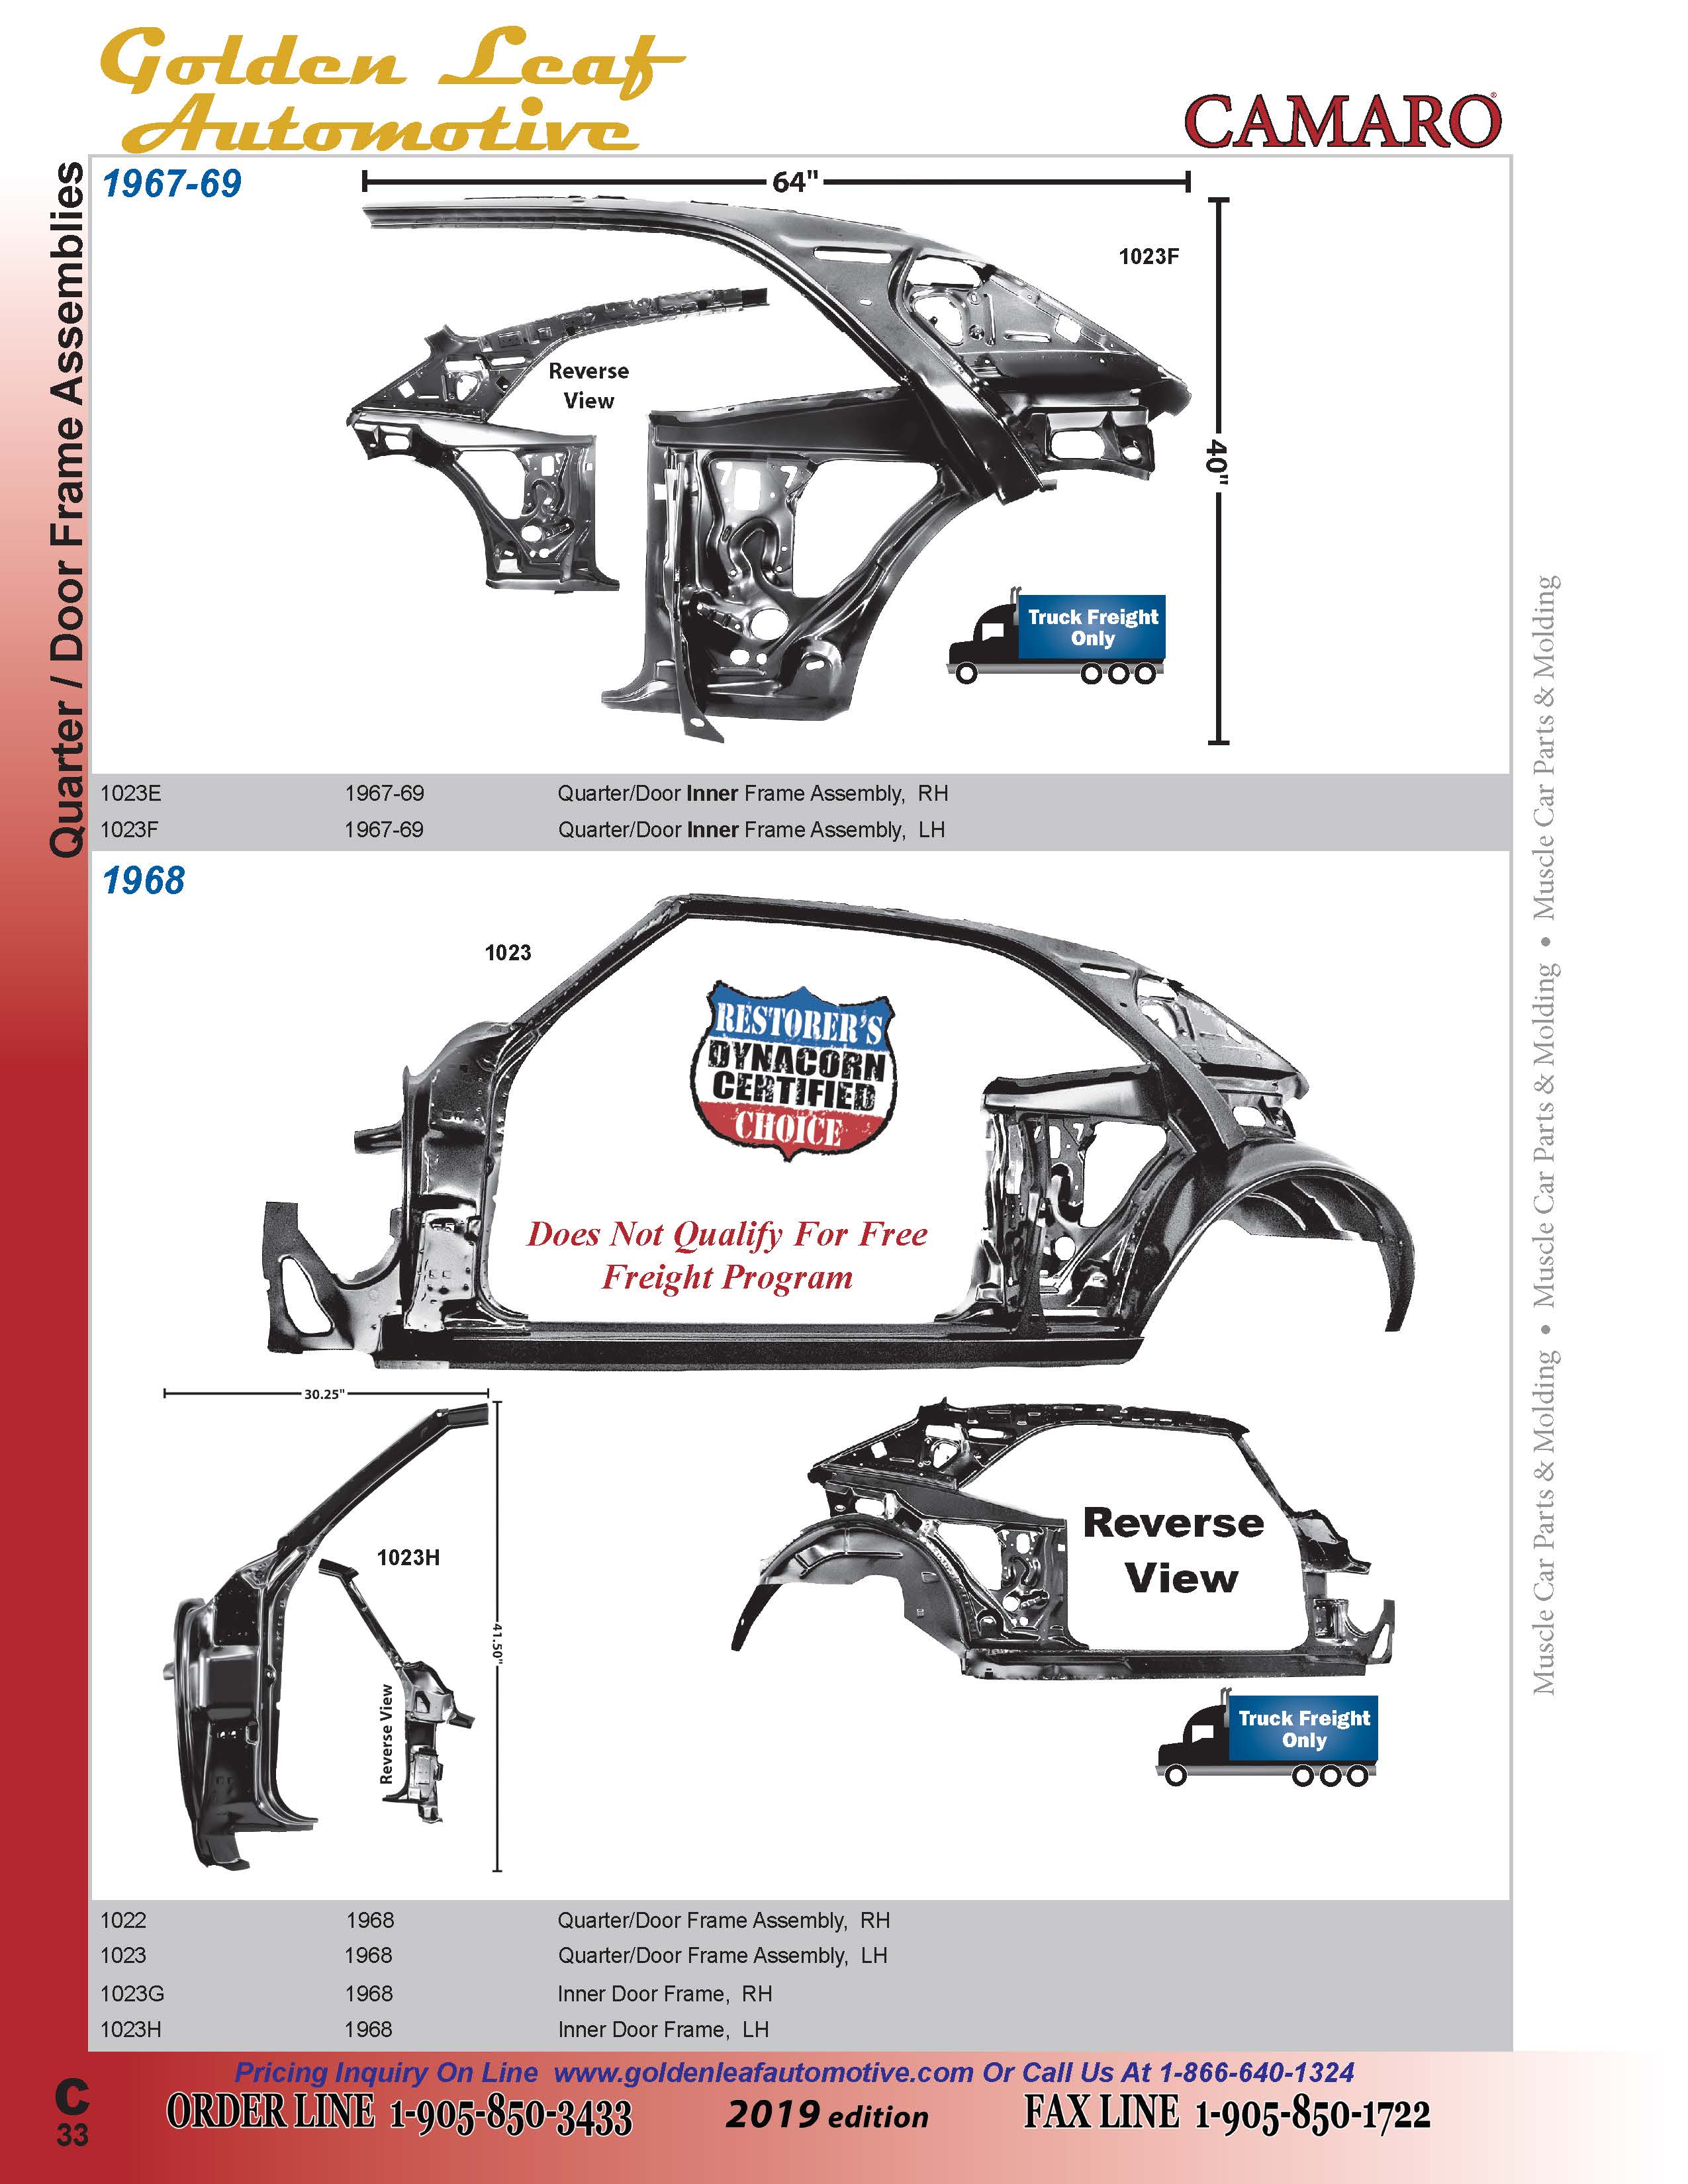 Golden Leaf
Automotive
CAMARO®
Quarter / Door Frame Assemblies
1967-69
64"
1023F
Reverse
View
40"
Truck Freight
Only
1023E 1967-69 Quarter/Door Inner Frame Assembly, RH
1023F 1967-69 Quarter/Door Inner Frame Assembly, LH
1968
1023
RESTORER'S
DYNACORN
CERTIFIED
CHOICE
Does Not Qualify For Free
Freight Program
30.25"
1023H
41.50"
Reverse View
Reverse
View
Truck Freight
Only
1022 1968 Quarter/Door Frame Assembly, RH
1023 1968 Quarter/Door Frame Assembly, LH
1023G 1968 Inner Door Frame, RH
1023H 1968 Inner Door Frame, LH
Muscle Car Parts & Molding • Muscle Car Parts & Molding • Muscle Car Parts & Molding
Pricing Inquiry On Line www.goldenleafautomotive.com Or Call Us At 1-866-640-1324
C
33
ORDER LINE 1-905-850-3433 2019 edition FAX LINE 1-905-850-1722